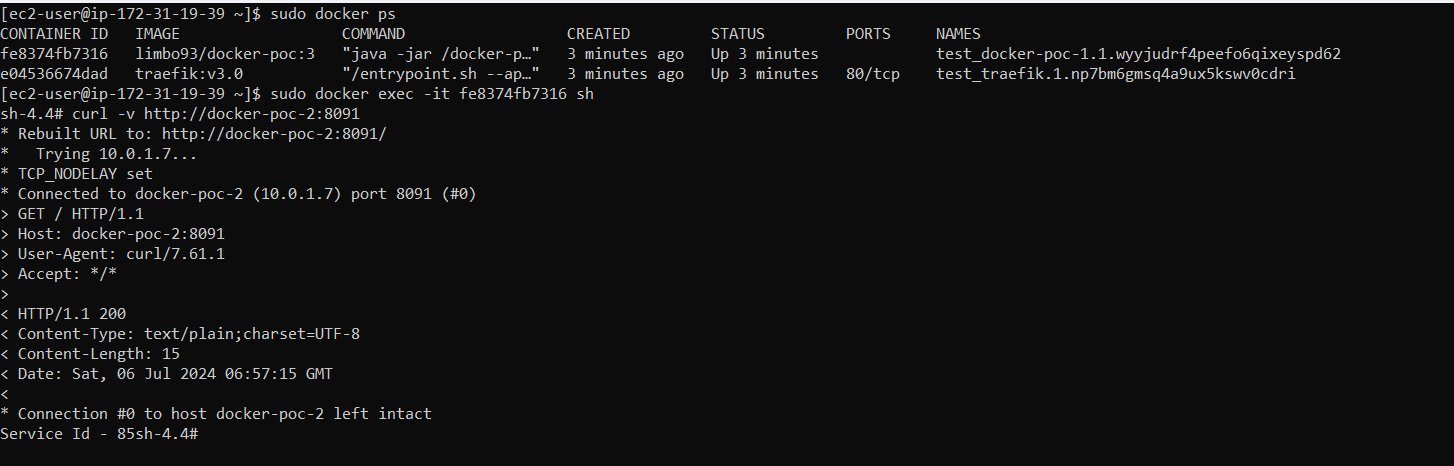 [ec2-user@ip-172-31-19-39 ~]$ sudo docker ps
CONTAINER ID   IMAGE                  COMMAND                  CREATED         STATUS         PORTS     NAMES
fe8374fb7316   limbo93/docker-poc:3   "java -jar /docker-p…"   3 minutes ago   Up 3 minutes             test_docker-poc-1.1.wyyjudrf4peefo6qixeyspd62
e04536674dad   traefik:v3.0           "/entrypoint.sh --ap…"   3 minutes ago   Up 3 minutes   80/tcp    test_traefik.1.np7bm6gmsq4a9ux5kswv0cdri
[ec2-user@ip-172-31-19-39 ~]$ sudo docker exec -it fe8374fb7316 sh
sh-4.4# curl -v http://docker-poc-2:8091
* Rebuilt URL to: http://docker-poc-2:8091/
*   Trying 10.0.1.7...
* TCP_NODELAY set
* Connected to docker-poc-2 (10.0.1.7) port 8091 (#0)
> GET / HTTP/1.1
> Host: docker-poc-2:8091
> User-Agent: curl/7.61.1
> Accept: */*
>
< HTTP/1.1 200
< Content-Type: text/plain;charset=UTF-8
< Content-Length: 15
< Date: Sat, 06 Jul 2024 06:57:15 GMT
<
* Connection #0 to host docker-poc-2 left intact
Service Id - 85sh-4.4#